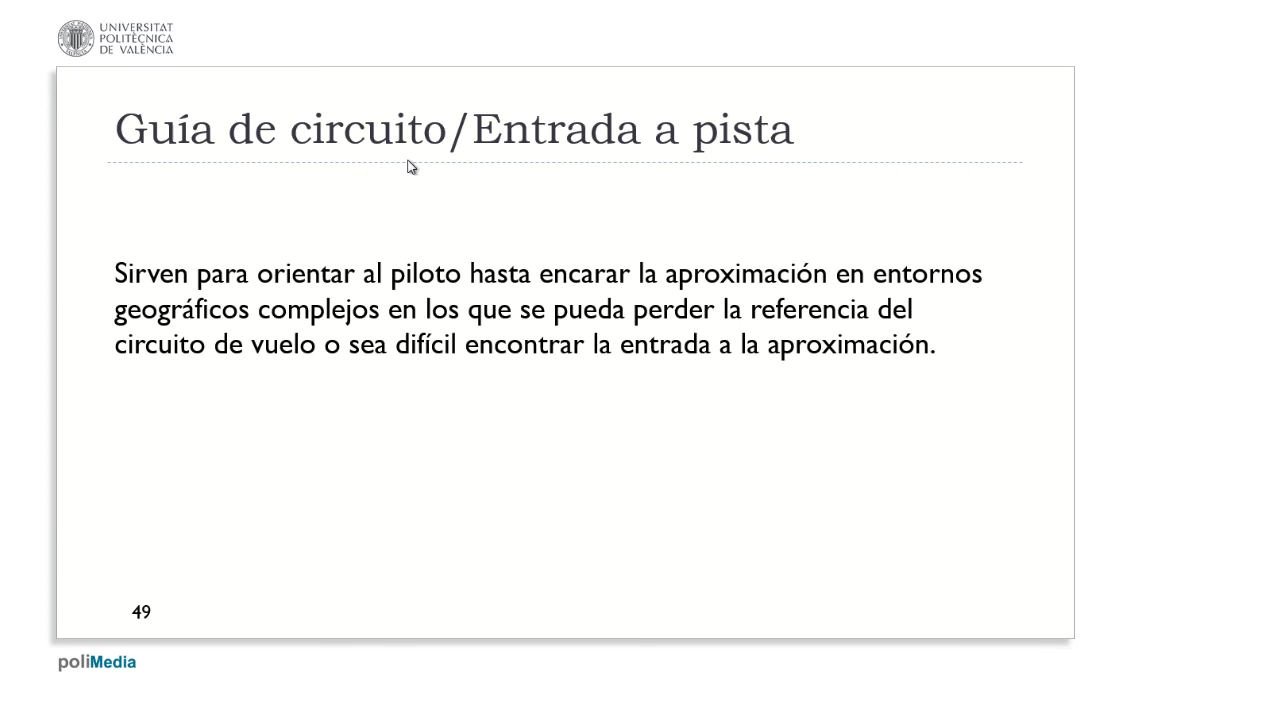 UNIVERSITAT
POLITÈCNICA
DE VALÈNCIA
Guía de circuito/Entrada a pista
Sirven para orientar al piloto hasta encarar la aproximación en entornos
geográficos complejos en los que se pueda perder la referencia del
circuito de vuelo o sea difícil encontrar la entrada a la aproximación.
49
poliMedia